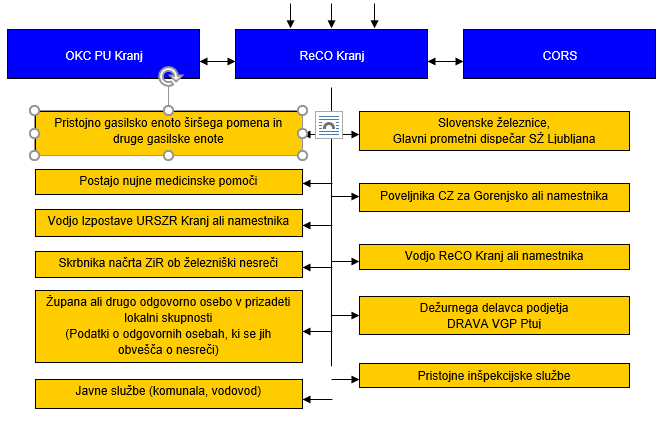 OKC PU Kranj
ReCO Kranj
CORS
Pristojno gasilsko enoto širšega pomena in
druge gasilske enote
Slovenske železnice,
Glavni prometni dispečar SŽ Ljubljana
Postajo nujne medicinske pomoči
Poveljnika CZ za Gorenjsko ali namestnika
Vodjo Izpostave URSZR Kranj ali namestnika
Vodjo ReCO Kranj ali namestnika
Skrbnika načrta ZiR ob železniški nesreči
Župana ali drugo odgovorno osebo v prizadeti
lokalni skupnosti
(Podatki o odgovornih osebah, ki se jih
obvešča o nesreči)
Dežurnega delavca podjetja
DRAVA VGP Ptuj
Pristojne inšpekcijske službe
Javne službe (komunala, vodovod)